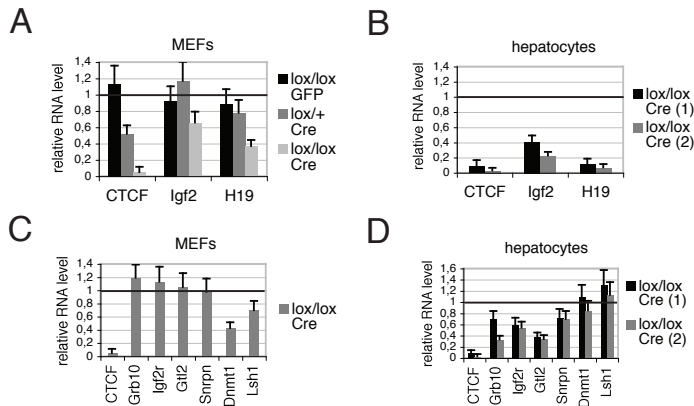 A
MEFs
relative RNA level
1,4
1,2
1
0,8
0,6
0,4
0,2
0
CTCF Igf2 H19
lox/lox
GFP
lox/+
Cre
lox/lox
Cre
B
hepatocytes
relative RNA level
1,4
1,2
1
0,8
0,6
0,4
0,2
0
CTCF Igf2 H19
lox/lox
Cre (1)
lox/lox
Cre (2)
C
MEFs
relative RNA level
1,4
1,2
1
0,8
0,6
0,4
0,2
0
CTCF
Grb10
Igf2r
Gtl2
Snrpn
Dnmt1
Lsh1
lox/lox
Cre
D
hepatocytes
relative RNA level
1,6
1,4
1,2
1
0,8
0,6
0,4
0,2
0
CTCF
Grb10
Igf2r
Gtl2
Snrpn
Dnmt1
Lsh1
lox/lox
Cre (1)
lox/lox
Cre (2)